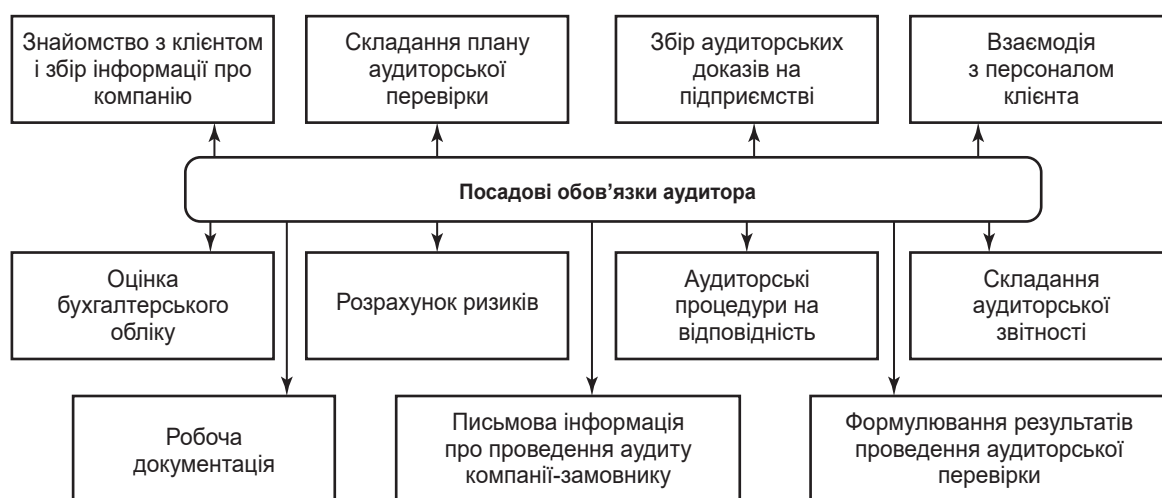 Знайомство з клієнтом
і збір інформації про
компанію
Складання плану
аудиторської
перевірки
Збір аудиторських
доказів на
підприємстві
Взаємодія
з персоналом
клієнта
Посадові обов’язки аудитора
Оцінка
бухгалтерського
обліку
Розрахунок ризиків
Аудиторські
процедури на
відповідність
Складання
аудиторської
звітності
Робоча
документація
Письмова інформація
про проведення аудиту
компанії-замовнику
Формулювання результатів
проведення аудиторської
перевірки